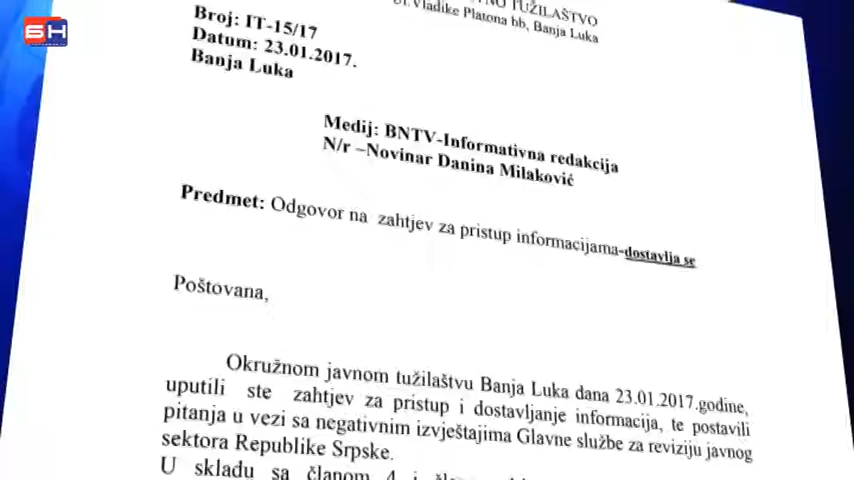 БН
TUŽILAŠTVO
Ul. Vladike Platona bb, Banja Luka
Broj: IT-15/17
Datum: 23.01.2017.
Banja Luka
Medij: BNTV-Informativna redakcija
N/r –Novinar Danina Milaković
Predmet: Odgovor na zahtjev za pristup informacijama-dostavlja se
Poštovana,
Okružnom javnom tužilaštvu Banja Luka dana 23.01.2017.godine,
uputili ste zahtjev za pristup i dostavljanje informacija, te postavili
pitanja u vezi sa negativnim izvještajima Glavne službe za reviziju javnog
sektora Republike Srpske.
U skladu sa članom 4 i